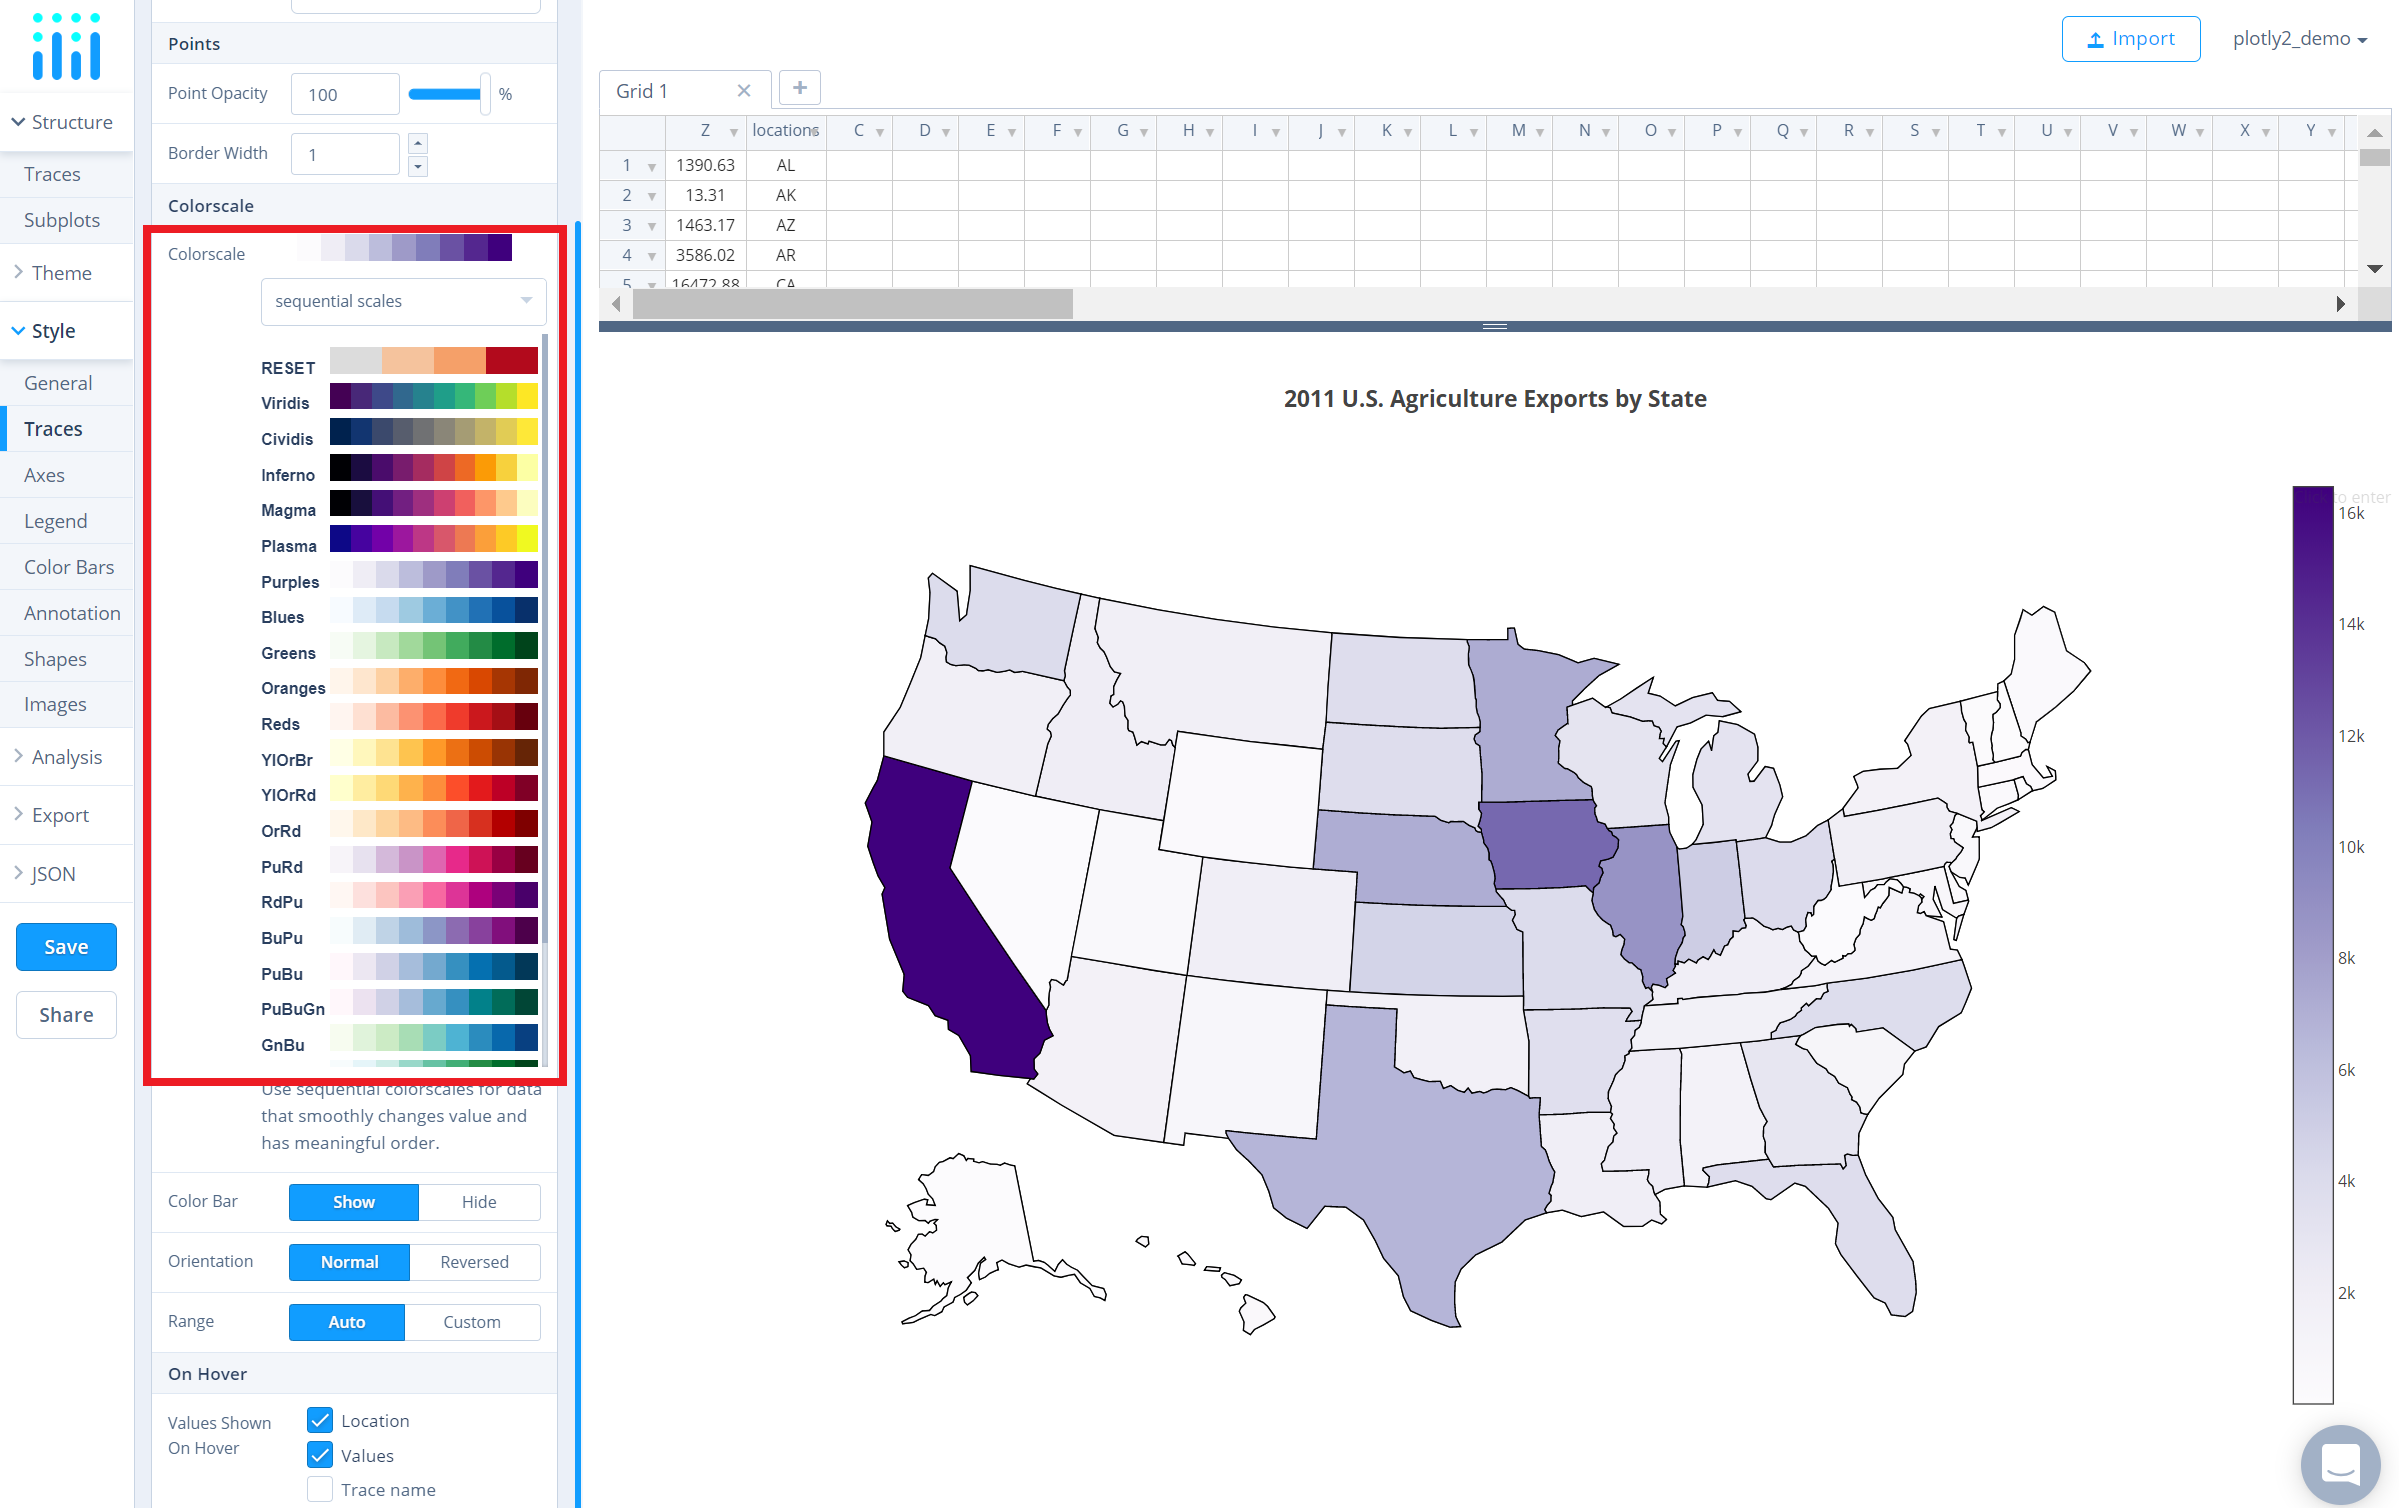 Structure
Traces
Subplots
Theme
Style
General
Traces
Axes
Legend
Color Bars
Annotation
Shapes
Images
Analysis
Export
JSON
Save
Share
Points
Point Opacity
100
%
Border Width
1
Colorscale
Colorscale
sequential scales
RESET
Viridis
Cividis
Inferno
Magma
Plasma
Purples
Blues
Greens
Oranges
Reds
YlOrBr
YlOrRd
OrRd
PuRd
RdPu
BuPu
PuBu
PuBuGn
GnBu
Use sequential colorscales for data
that smoothly changes value and
has meaningful order.
Color Bar Show Hide
Orientation Normal Reversed
Range Auto Custom
On Hover
Values Shown
On Hover
Location
Values
Trace name
Import
plotly2_demo
Grid 1
+
Z locations C D E F G H I J K L M N O P Q R S T U V W X Y
1 1390.63 AL
2 13.31 AK
3 1463.17 AZ
4 3586.02 AR
5 16472.88 CA
2011 U.S. Agriculture Exports by State
to enter
16k
14k
12k
10k
8k
6k
4k
2k